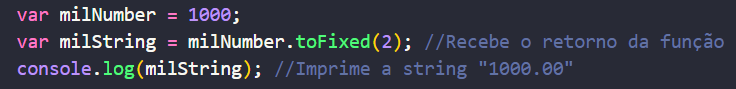 var milNumber = 1000;
var milString = milNumber.toFixed(2); //Recebe o retorno da função
console.log(milString); //Imprime a string "1000.00"